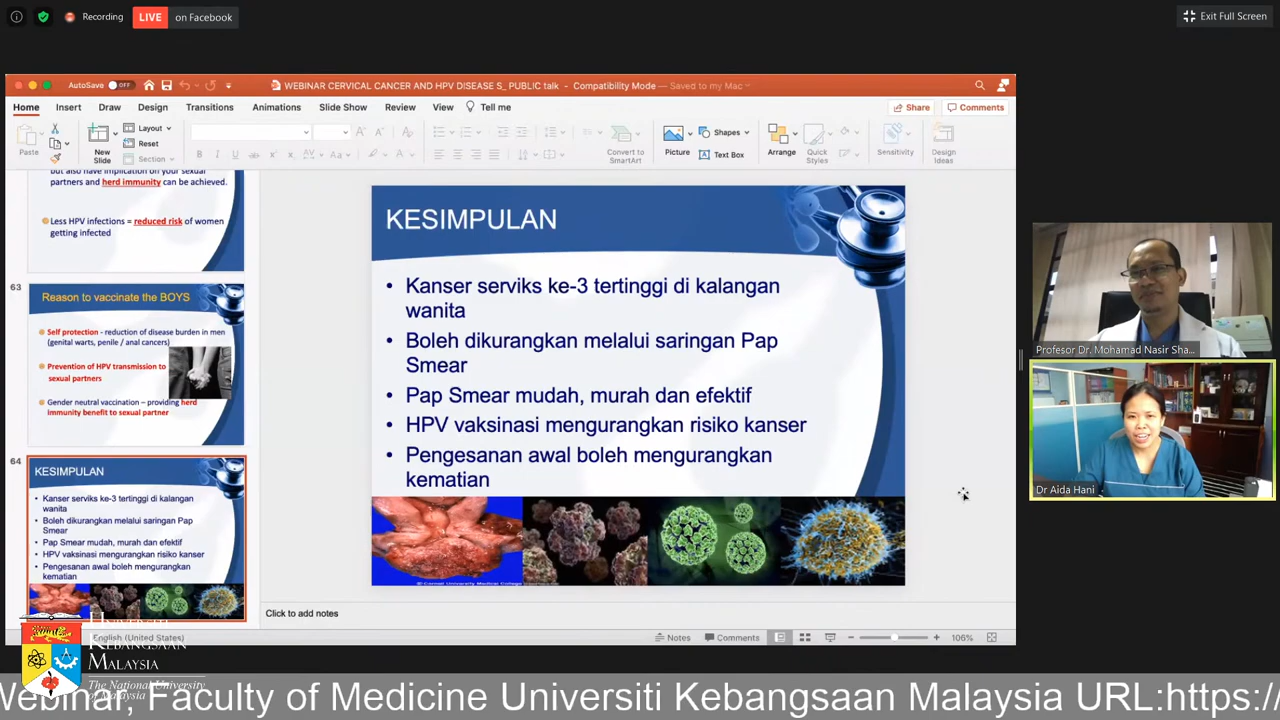 Recording
LIVE
on Facebook
Exit Full Screen
AutoSave
OFF
WEBINAR CERVICAL CANCER AND HPV DISEASE S_ PUBLIC talk - Compatibility Mode — Saved to my Mac
Home Insert Draw Design Transitions Animations Slide Show Review View Tell me
Share Comments
Paste
New Slide
Layout
Reset
Section
Convert to SmartArt
Picture
Shapes
Text Box
Arrange
Quick Styles
Sensitivity
Design Ideas
but also have implication on your sexual
partners and herd immunity can be achieved.
Less HPV infections = reduced risk of women
getting infected
63
Reason to vaccinate the BOYS
Self protection - reduction of disease burden in men
(genital warts, penile / anal cancers)
Prevention of HPV transmission to
sexual partners
Gender neutral vaccination – providing herd
immunity benefit to sexual partner
64
KESIMPULAN
• Kanser serviks ke-3 tertinggi di kalangan
wanita
• Boleh dikurangkan melalui saringan Pap
Smear
• Pap Smear mudah, murah dan efektif
• HPV vaksinasi mengurangkan risiko kanser
• Pengesanan awal boleh mengurangkan
kematian
KESIMPULAN
• Kanser serviks ke-3 tertinggi di kalangan
wanita
• Boleh dikurangkan melalui saringan Pap
Smear
• Pap Smear mudah, murah dan efektif
• HPV vaksinasi mengurangkan risiko kanser
• Pengesanan awal boleh mengurangkan
kematian
© Cornell University Medical College
Profesor Dr. Mohamad Nasir Sha...
Dr Aida Hani
Click to add notes
English (United States)
Notes
Comments
106%
Universiti
Kebangsaan
Malaysia
The National University
of Malaysia
Webinar, Faculty of Medicine Universiti Kebangsaan Malaysia URL:https:/